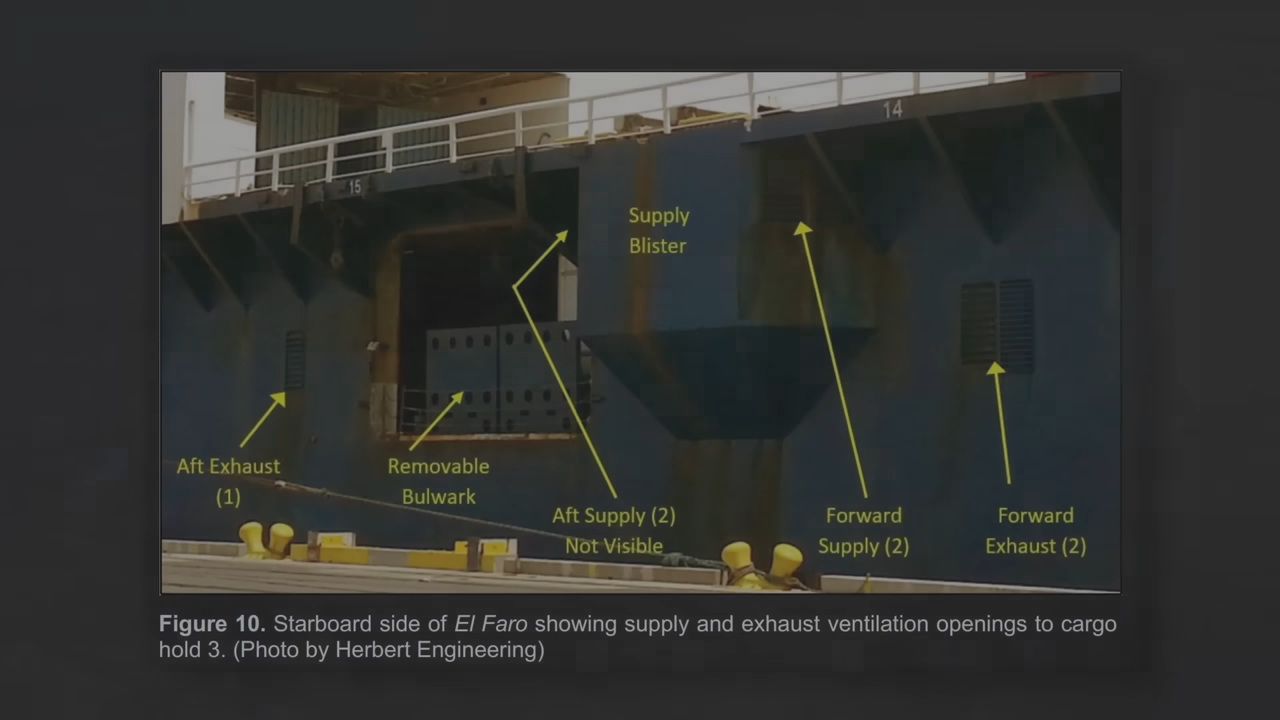 14
15
Supply
Blister
Aft Exhaust
(1)
Removable
Bulwark
Aft Supply (2)
Not Visible
Forward
Supply (2)
Forward
Exhaust (2)
Figure 10. Starboard side of El Faro showing supply and exhaust ventilation openings to cargo
hold 3. (Photo by Herbert Engineering)